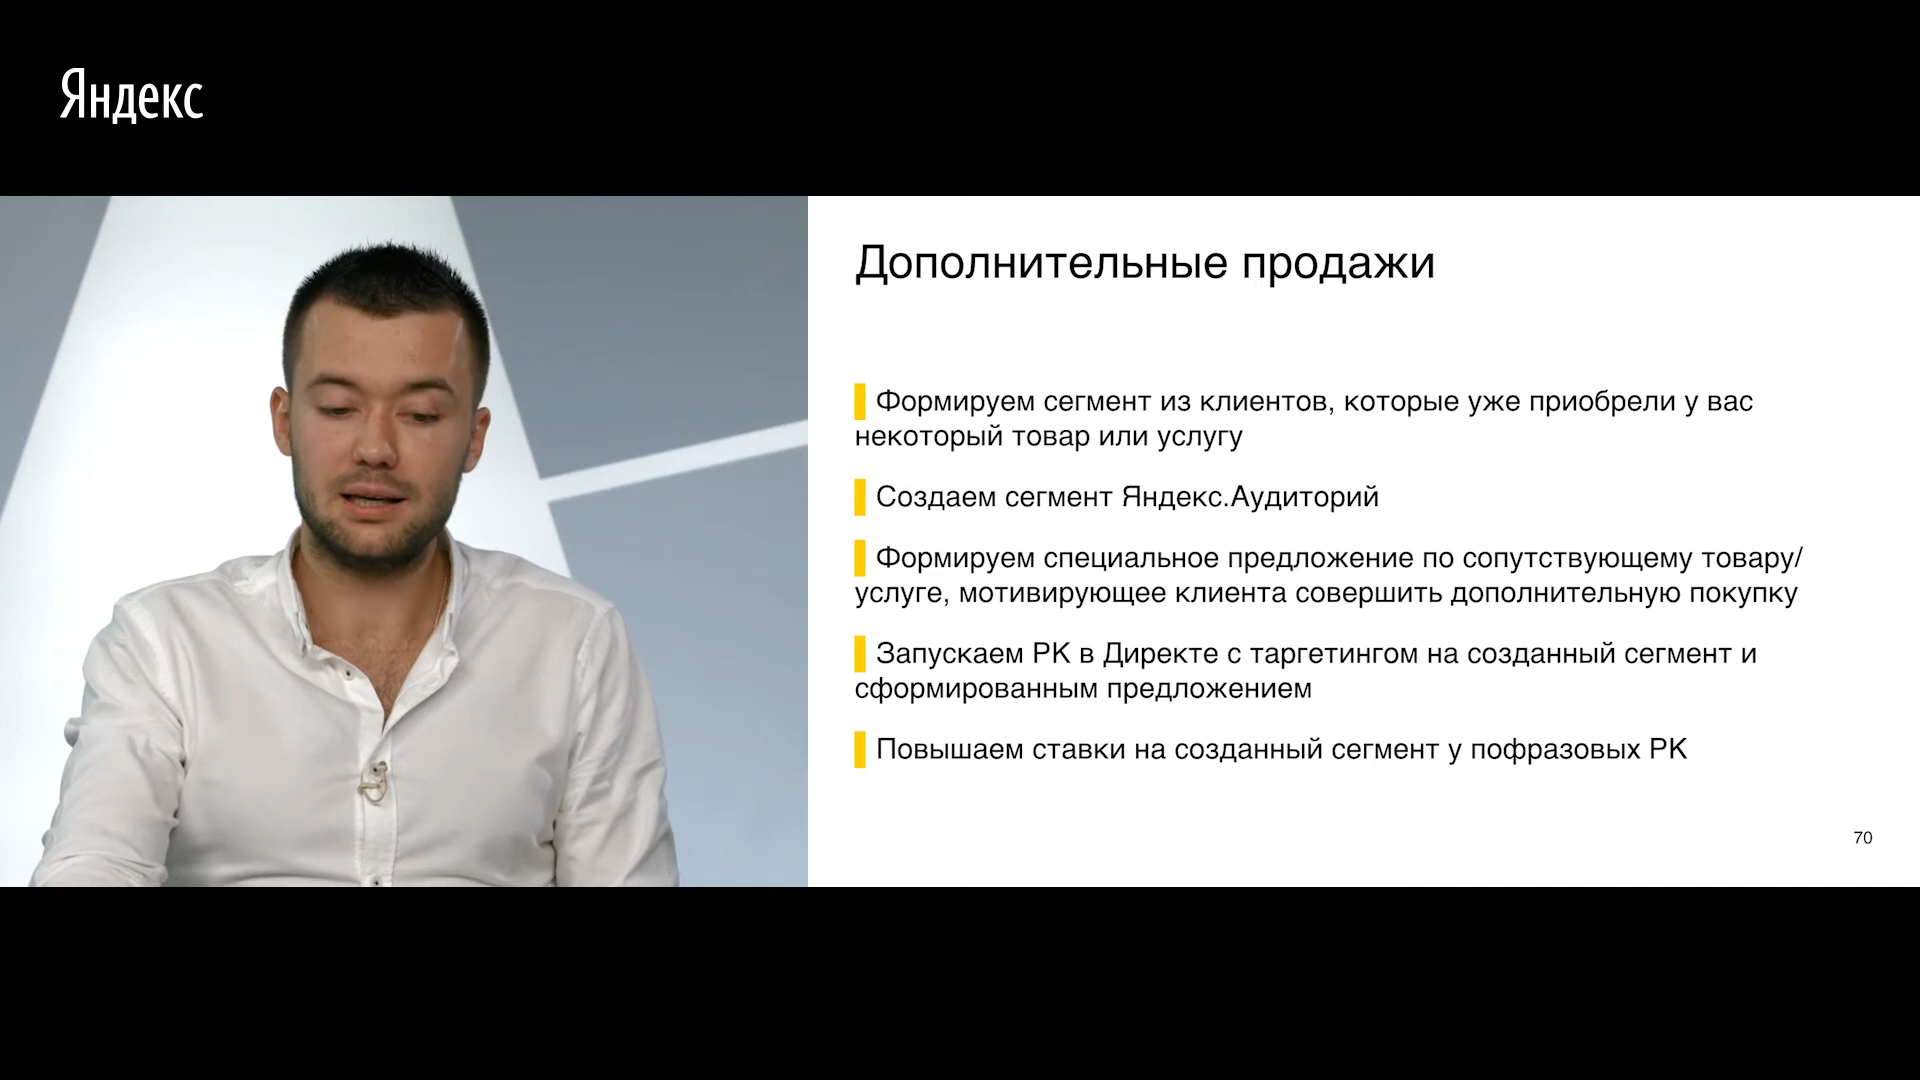 Яндекс
Дополнительные продажи
Формируем сегмент из клиентов, которые уже приобрели у вас
некоторый товар или услугу
Создаем сегмент Яндекс.Аудиторий
Формируем специальное предложение по сопутствующему товару/
услуге, мотивирующее клиента совершить дополнительную покупку
Запускаем РК в Директе с таргетингом на созданный сегмент и
сформированным предложением
Повышаем ставки на созданный сегмент у пофразовых РК
70